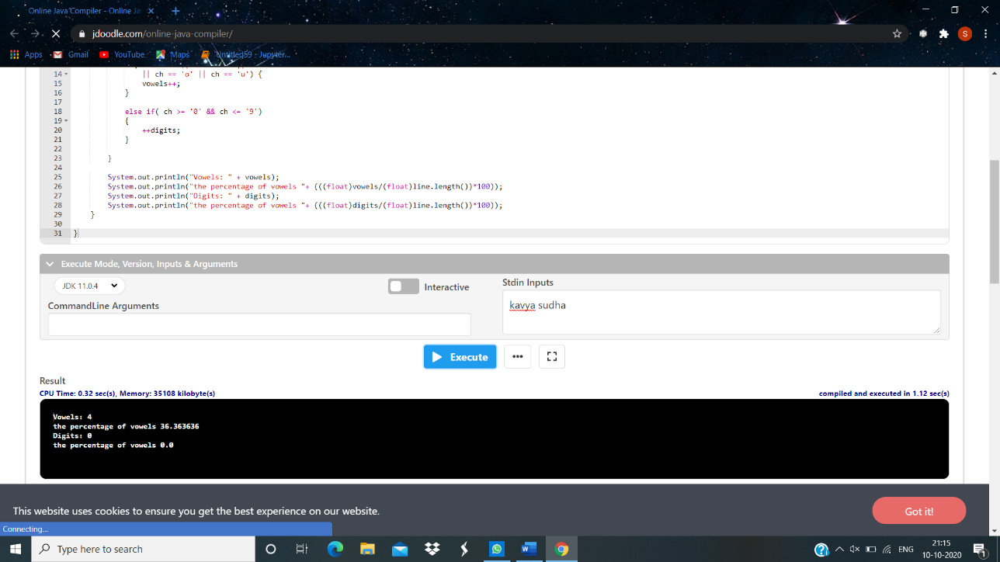 Online Java Compiler - Online Ja
jdoodle.com/online-java-compiler/
S
Apps Gmail YouTube Maps Untitled59 - Jupyter...
14 || ch == 'o' || ch == 'u') {
15 vowels++;
16 }
17
18 else if( ch >= '0' && ch <= '9')
19 {
20 ++digits;
21 }
22
23 }
24
25 System.out.println("Vowels: " + vowels);
26 System.out.println("the percentage of vowels "+ (((float)vowels/(float)line.length())*100));
27 System.out.println("Digits: " + digits);
28 System.out.println("the percentage of vowels "+ (((float)digits/(float)line.length())*100));
29 }
30
31 }
Execute Mode, Version, Inputs & Arguments
JDK 11.0.4
Interactive
Stdin Inputs
CommandLine Arguments
kavya sudha
Execute
Result
CPU Time: 0.32 sec(s), Memory: 35108 kilobyte(s)
compiled and executed in 1.12 sec(s)
Vowels: 4
the percentage of vowels 36.363636
Digits: 0
the percentage of vowels 0.0
This website uses cookies to ensure you get the best experience on our website.
Got it!
Connecting...
Type here to search
ENG
21:15
10-10-2020
1